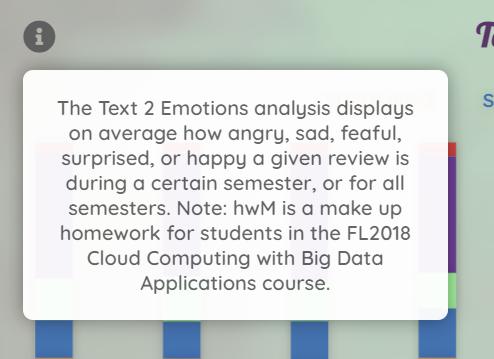 The Text 2 Emotions analysis displays
on average how angry, sad, feaful,
surprised, or happy a given review is
during a certain semester, or for all
semesters. Note: hwM is a make up
homework for students in the FL2018
Cloud Computing with Big Data
Applications course.